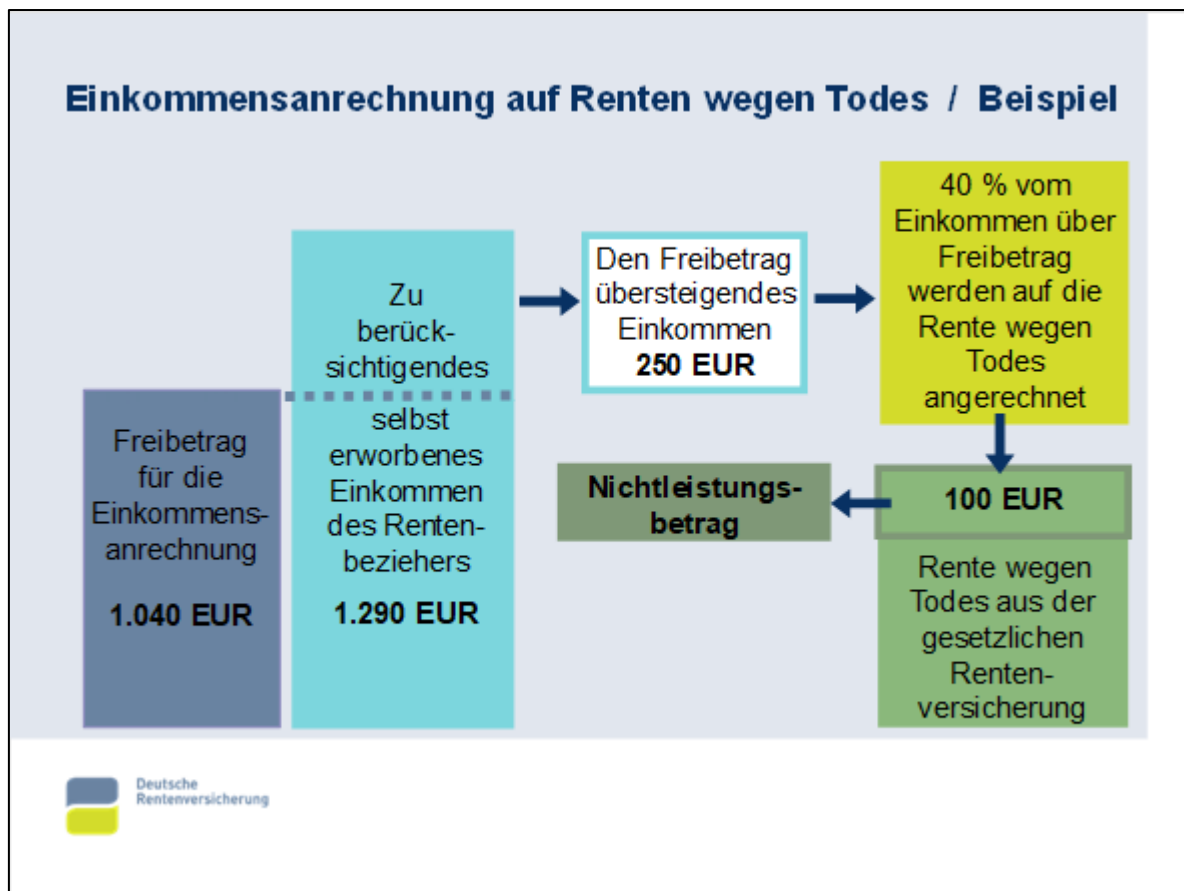 Einkommensanrechnung auf Renten wegen Todes / Beispiel
Freibetrag
für die
Einkommens-
anrechnung
1.040 EUR
Zu
berück-
sichtigendes
selbst
erworbenes
Einkommen
des Renten-
beziehers
1.290 EUR
Den Freibetrag
übersteigendes
Einkommen
250 EUR
40 % vom
Einkommen über
Freibetrag
werden auf die
Rente wegen
Todes
angerechnet
Nichtleistungs-
betrag
100 EUR
Rente wegen
Todes aus der
gesetzlichen
Renten-
versicherung
Deutsche
Rentenversicherung